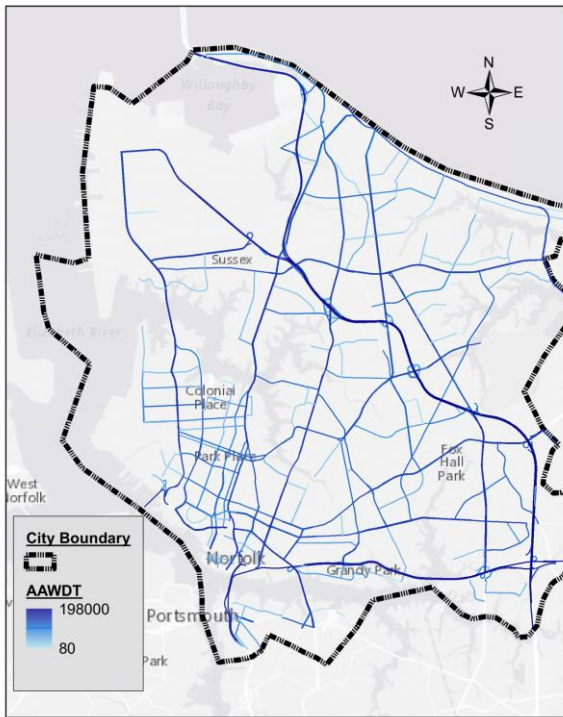 Willoughby
Bay
N
W
E
S
Sussex
Elizabeth River
Colonial
Place
Park Place
Fox
Hall
Park
West
Norfolk
Norfolk
Grandy Park
Portsmouth
Park
City Boundary
AAWDT
198000
80